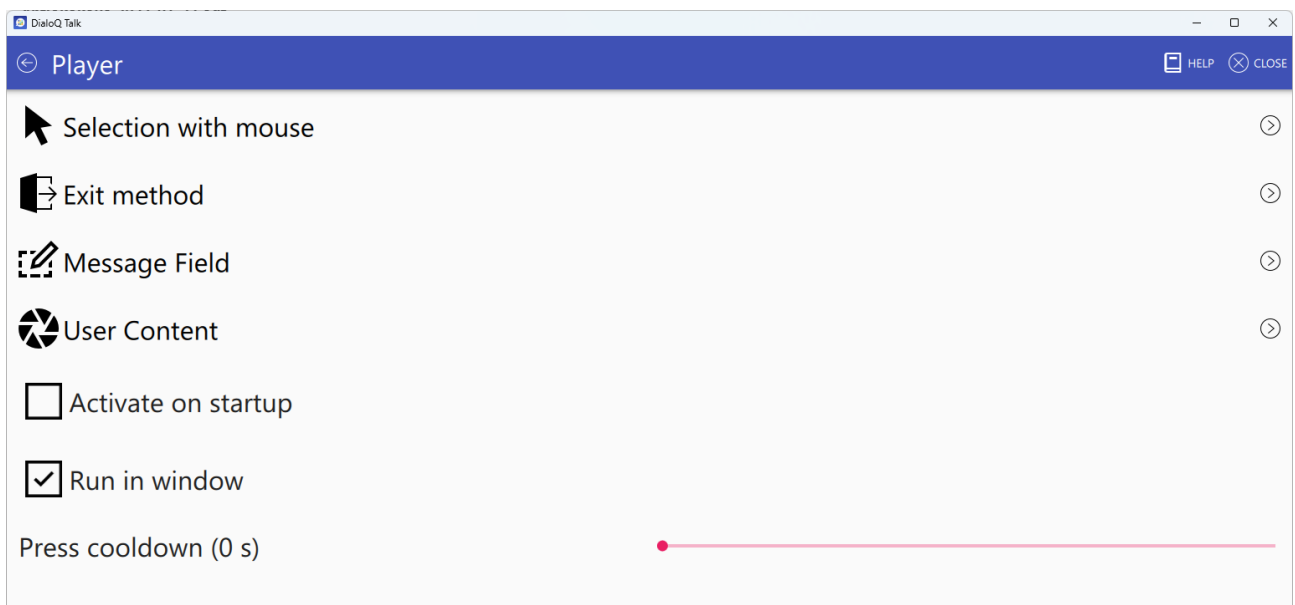 DialoQ Talk
Player
HELP
CLOSE
Selection with mouse
Exit method
Message Field
User Content
Activate on startup
Run in window
Press cooldown (0 s)